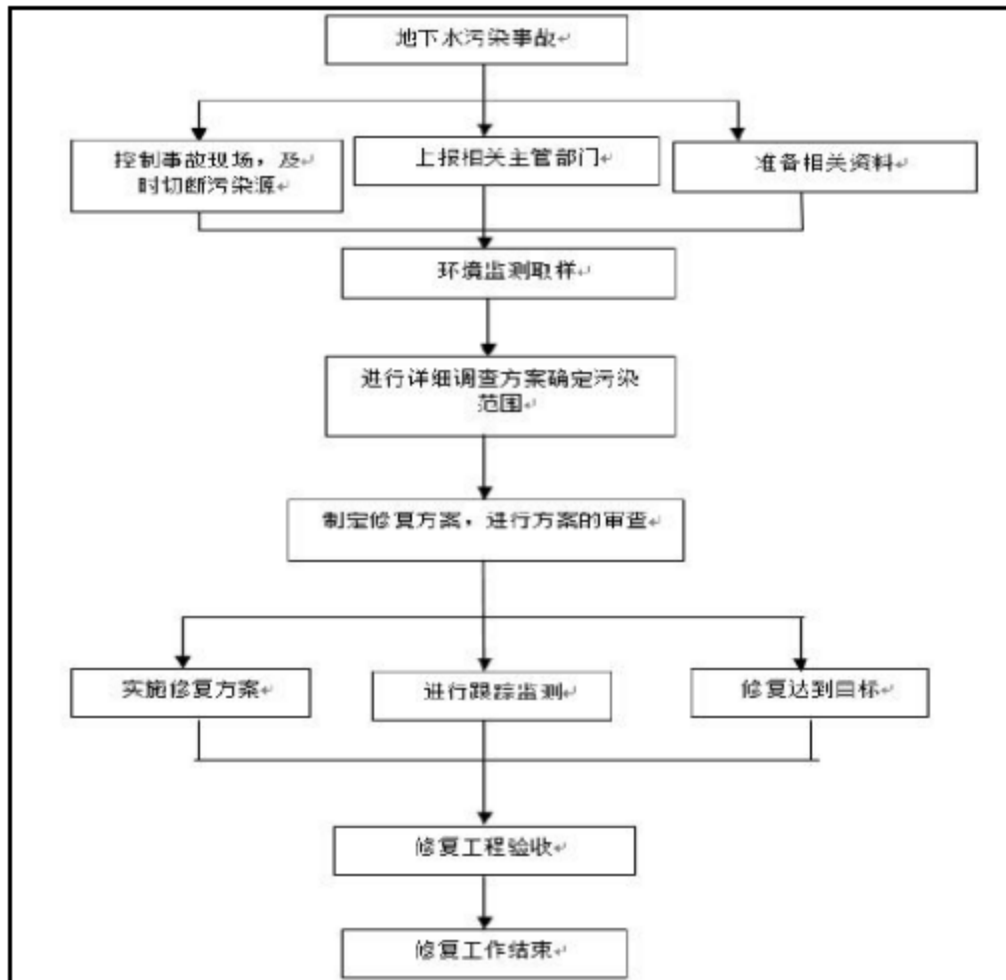 地下水污染事故
控制事故现场，及
时切断污染源
上报相关主管部门
准备相关资料
环境监测取样
进行详细调查方案确定污染
范围
制定修复方案，进行方案的审查
实施修复方案
进行跟踪监测
修复达到目标
修复工程验收
修复工作结束